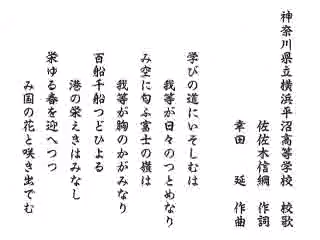 神奈川県立横浜平沼高等学校　校歌
佐佐木信綱　作詞
幸田　延　作曲
学びの道にいそしむは
我等が日々のつとめなり
み空に匂ふ富士の嶺は
我等が胸のかがみなり
百船千船つどひよる
港の栄えきはみなし
栄ゆる春を迎へつつ
み国の花と咲き出でむ